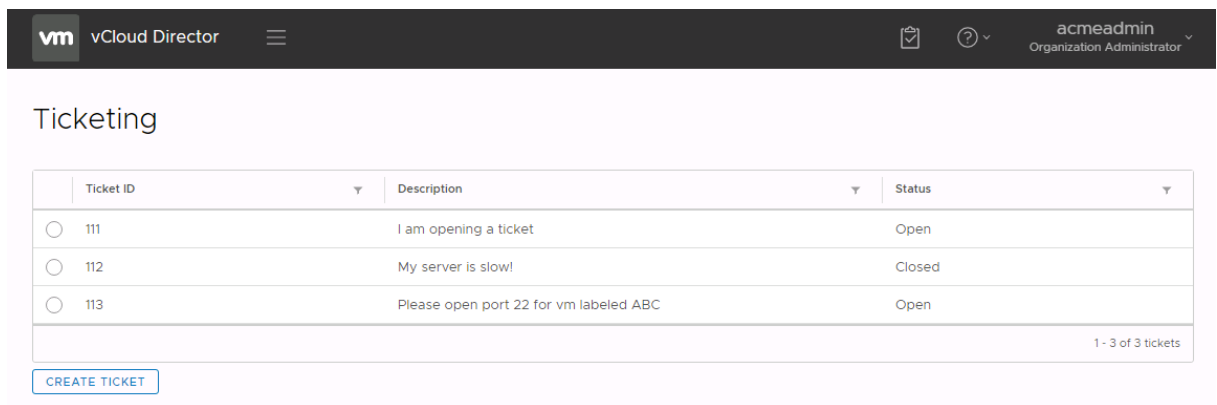 vm vCloud Director acmeadmin
Organization Administrator
Ticketing
Ticket ID Description Status
111 I am opening a ticket Open
112 My server is slow! Closed
113 Please open port 22 for vm labeled ABC Open
1 - 3 of 3 tickets
CREATE TICKET